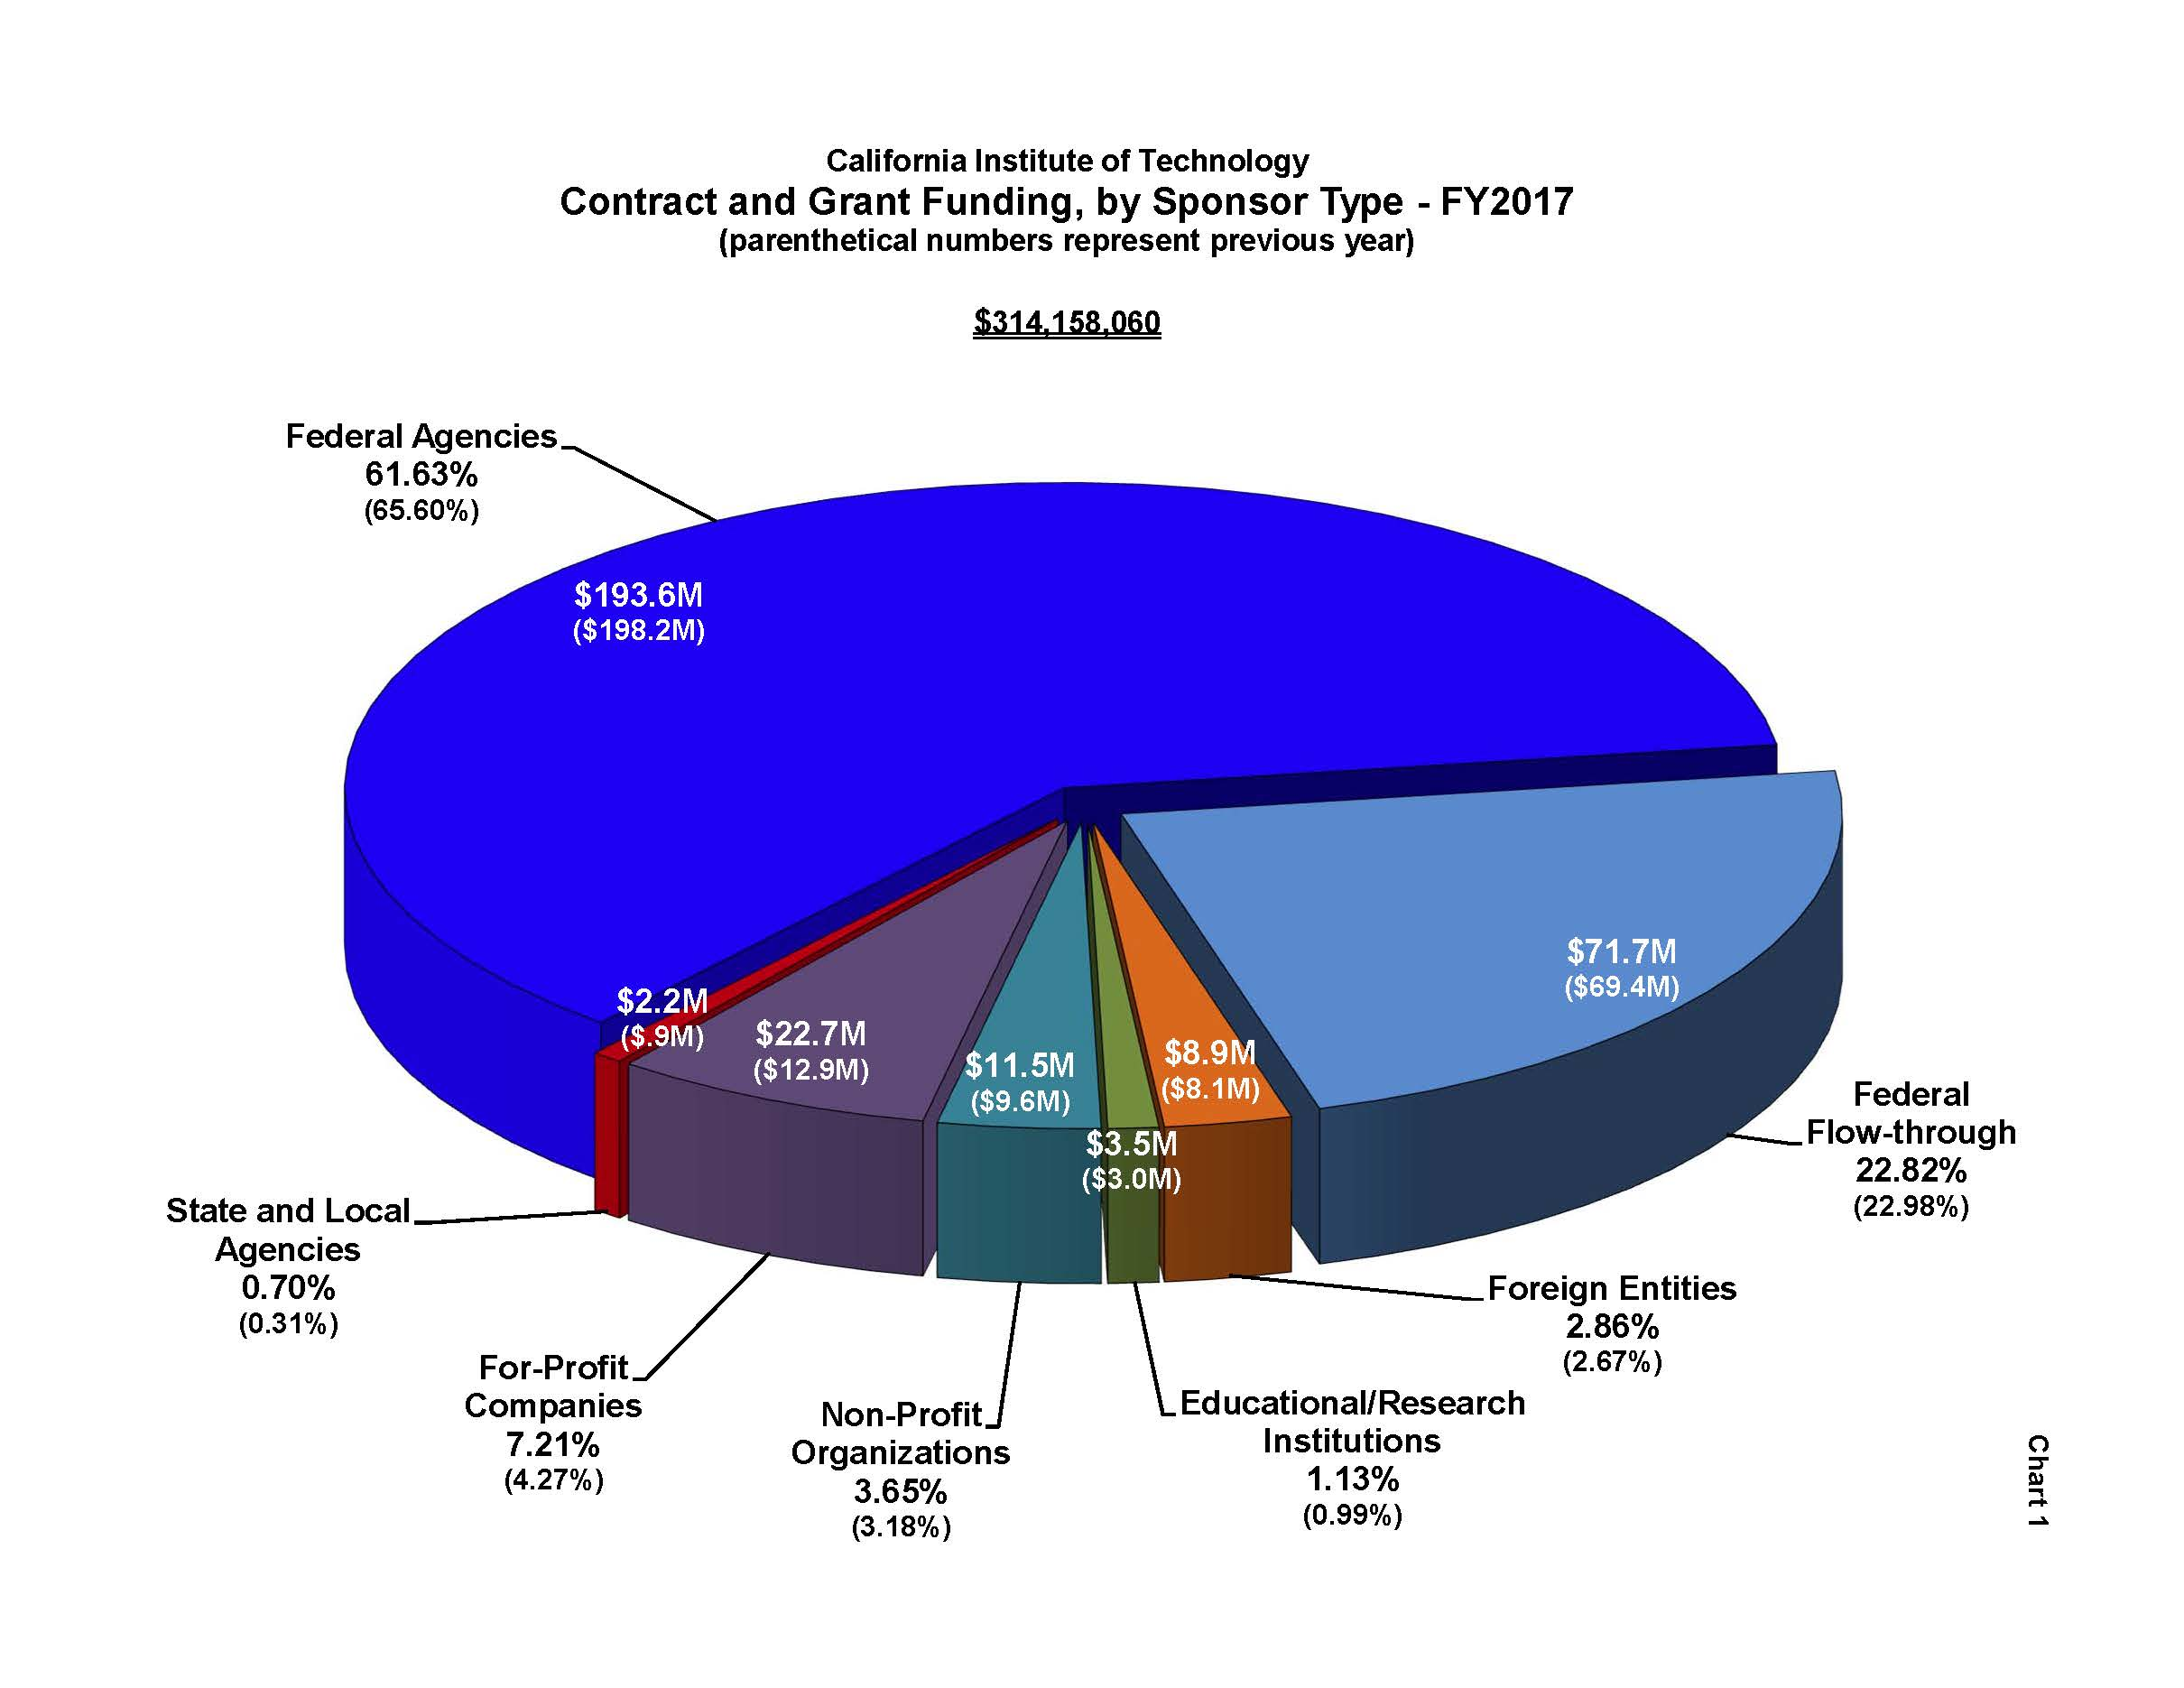 California Institute of Technology
Contract and Grant Funding, by Sponsor Type - FY2017
(parenthetical numbers represent previous year)
$314,158,060
Federal Agencies
61.63%
(65.60%)
$193.6M
($198.2M)
$71.7M
($69.4M)
$2.2M
($.9M)
$22.7M
($12.9M)
$11.5M
($9.6M)
$3.5M
($3.0M)
$8.9M
($8.1M)
Federal
Flow-through
22.82%
(22.98%)
State and Local
Agencies
0.70%
(0.31%)
For-Profit
Companies
7.21%
(4.27%)
Non-Profit
Organizations
3.65%
(3.18%)
Educational/Research
Institutions
1.13%
(0.99%)
Foreign Entities
2.86%
(2.67%)
Chart 1